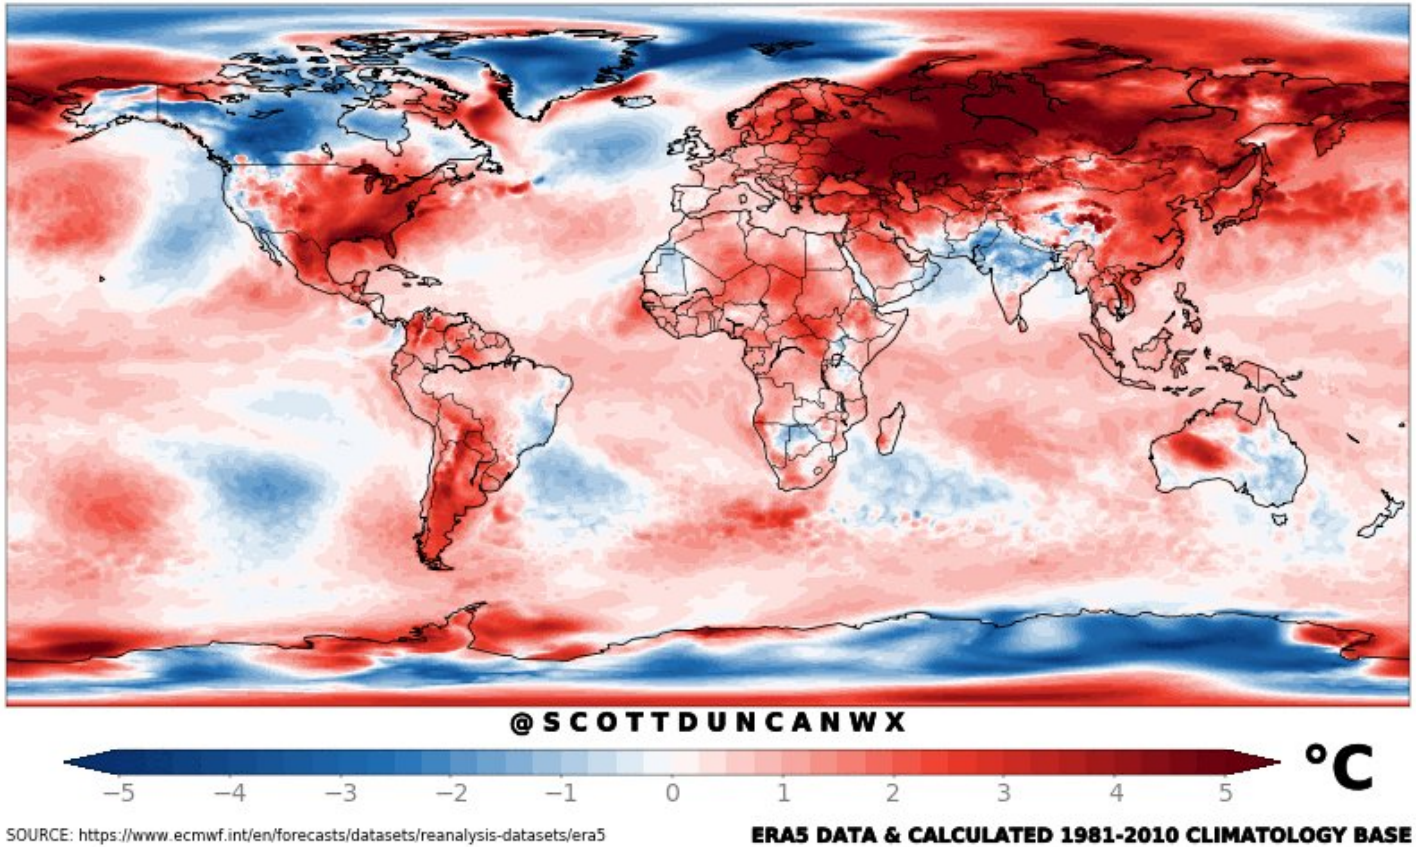 @SCOTTDUNCANWX
−5 −4 −3 −2 −1 0 1 2 3 4 5
°C
SOURCE: https://www.ecmwf.int/en/forecasts/datasets/reanalysis-datasets/era5
ERA5 DATA & CALCULATED 1981-2010 CLIMATOLOGY BASE